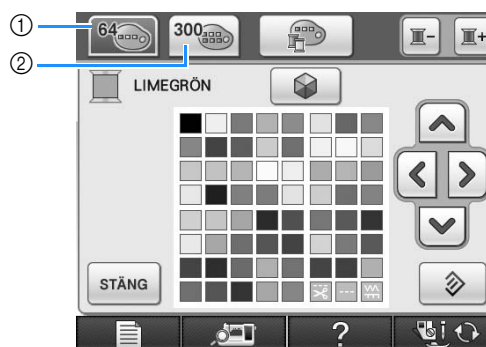 ① 64 300 - +
②
LIMEGRÖN
STÄNG
? i